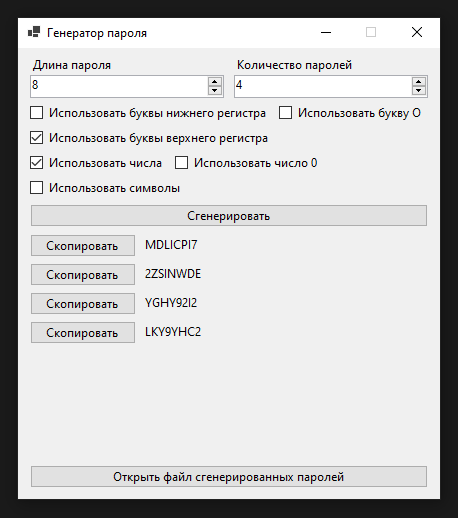 Генератор пароля
Длина пароля Количество паролей
8 4
Использовать буквы нижнего регистра Использовать букву О
Использовать буквы верхнего регистра
Использовать числа Использовать число 0
Использовать символы
Сгенерировать
Скопировать MDLICPI7
Скопировать 2ZSINWDE
Скопировать YGHY92I2
Скопировать LKY9YHC2
Открыть файл сгенерированных паролей